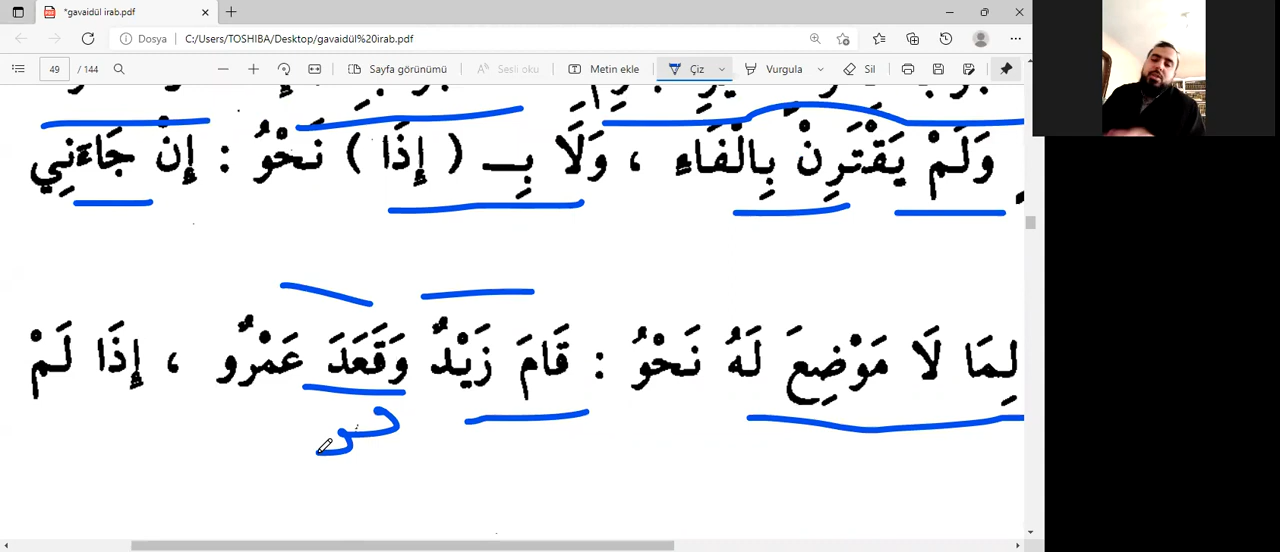 *gavaidül irab.pdf
Dosya C:/Users/TOSHIBA/Desktop/gavaidül%20irab.pdf
49 / 144 Sayfa görünümü Sesli oku Metin ekle Çiz Vurgula Sil
وَلَمْ يَقْتَرِنْ بِالْفَاءِ ، وَلَا بِـ ( إِذَا ) نَحْوُ : إِنْ جَاءَنِي
لِمَا لَا مَوْضِعَ لَهُ نَحْوُ : قَامَ زَيْدٌ وَقَعَدَ عَمْرٌو ، إِذَا لَمْ